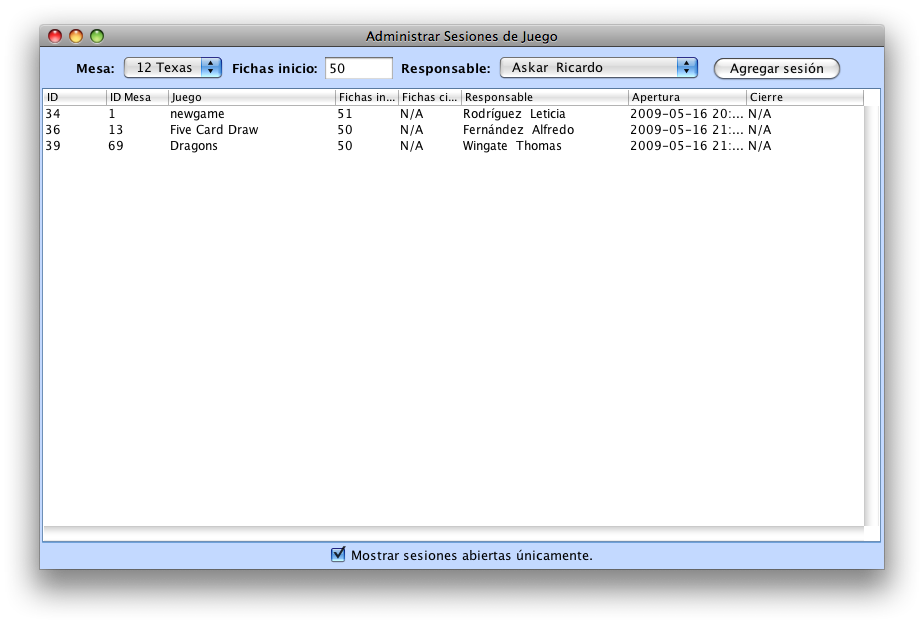 Administrar Sesiones de Juego
Mesa: 12 Texas Fichas inicio: 50 Responsable: Askar Ricardo Agregar sesión
ID ID Mesa Juego Fichas in... Fichas ci... Responsable Apertura Cierre
34 1 newgame 51 N/A Rodríguez Leticia 2009-05-16 20:... N/A
36 13 Five Card Draw 50 N/A Fernández Alfredo 2009-05-16 21:... N/A
39 69 Dragons 50 N/A Wingate Thomas 2009-05-16 21:... N/A
Mostrar sesiones abiertas únicamente.